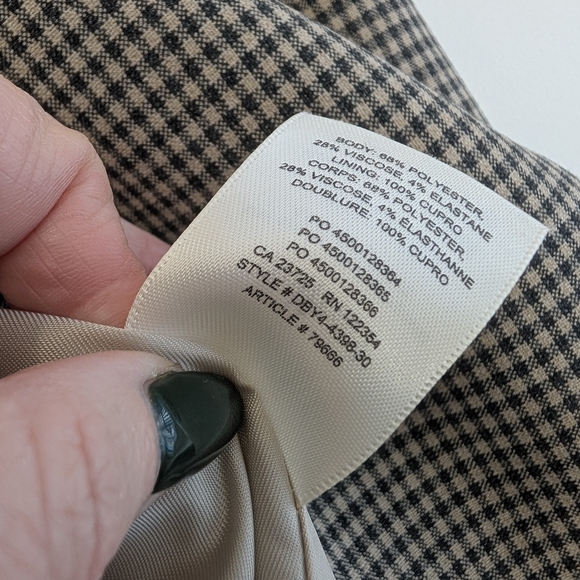 BODY: 68% POLYESTER,
28% VISCOSE, 4% ELASTANE
LINING: 100% CUPRO
CORPS: 68% POLYESTER,
28% VISCOSE, 4% ÉLASTHANNE
DOUBLURE: 100% CUPRO
PO 4500128364
PO 4500128365
PO 4500128366
CA 23725 RN 122354
STYLE # DBY4-4398-30
ARTICLE # 79666